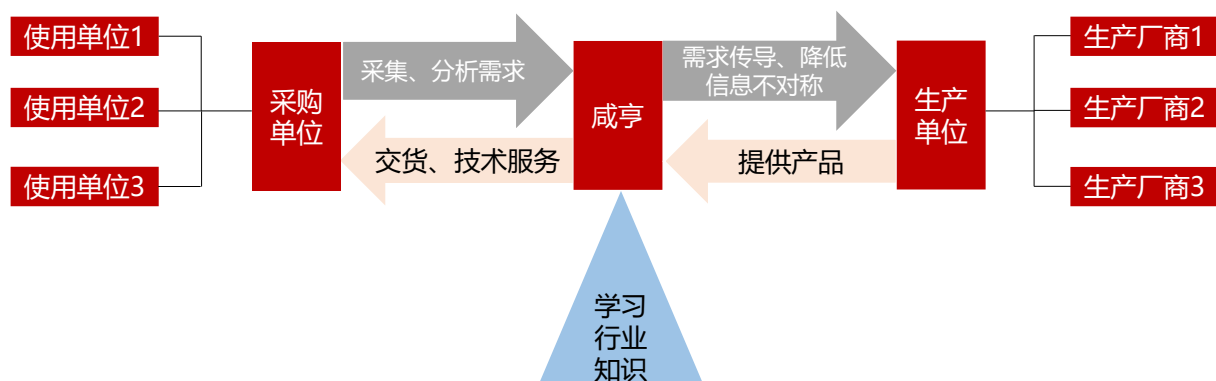 使用单位1
使用单位2
使用单位3
采购
单位
采集、分析需求
交货、技术服务
咸亨
需求传导、降低
信息不对称
提供产品
生产
单位
生产厂商1
生产厂商2
生产厂商3
学习
行业
知识